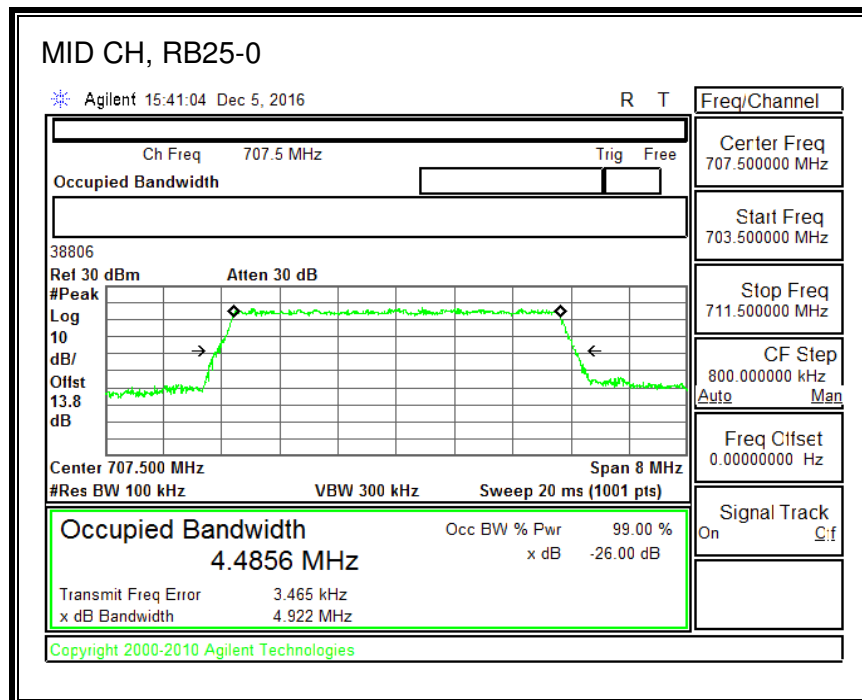 MID CH, RB25-0
Agilent 15:41:04 Dec 5, 2016 R T
Freq/Channel
Ch Freq 707.5 MHz Trig Free
Occupied Bandwidth
Center Freq
707.500000 MHz
Start Freq
703.500000 MHz
Stop Freq
711.500000 MHz
CF Step
800.000000 kHz
Auto Man
Freq Offset
0.00000000 Hz
Signal Track
On Off
38806
Ref 30 dBm Atten 30 dB
#Peak
Log
10
dB/
Offst
13.8
dB
Center 707.500 MHz Span 8 MHz
#Res BW 100 kHz VBW 300 kHz Sweep 20 ms (1001 pts)
Occupied Bandwidth Occ BW % Pwr 99.00 %
4.4856 MHz x dB -26.00 dB
Transmit Freq Error 3.465 kHz
x dB Bandwidth 4.922 MHz
Copyright 2000-2010 Agilent Technologies